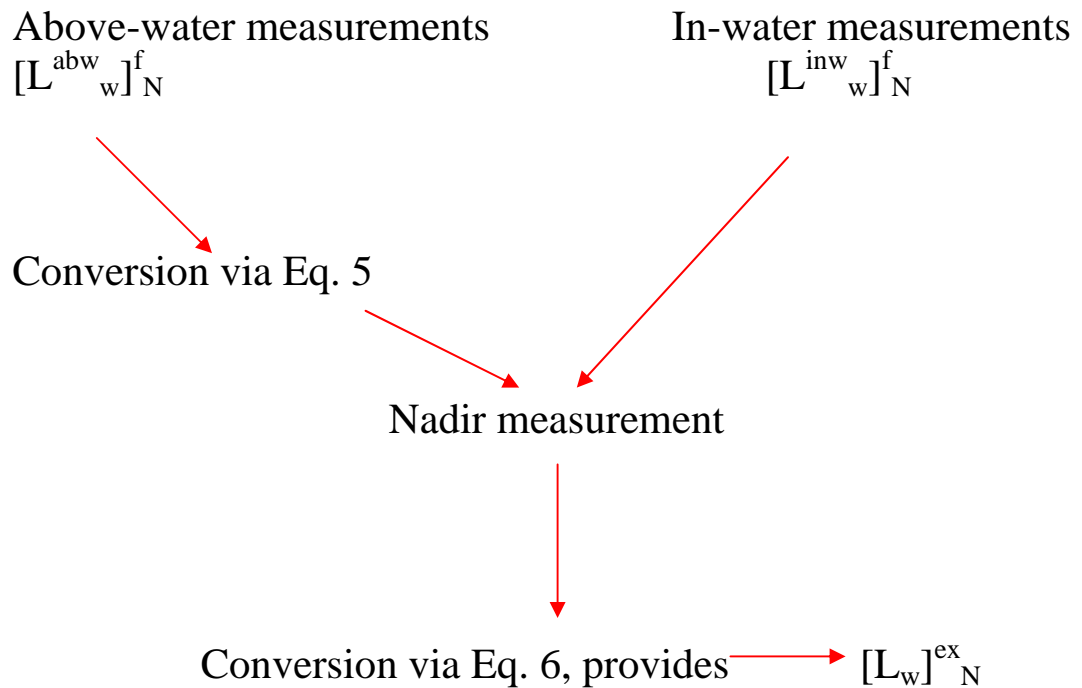 Above-water measurements In-water measurements
[L^abw_w]^f_N [L^inw_w]^f_N
Conversion via Eq. 5
Nadir measurement
Conversion via Eq. 6, provides [L_w]^ex_N